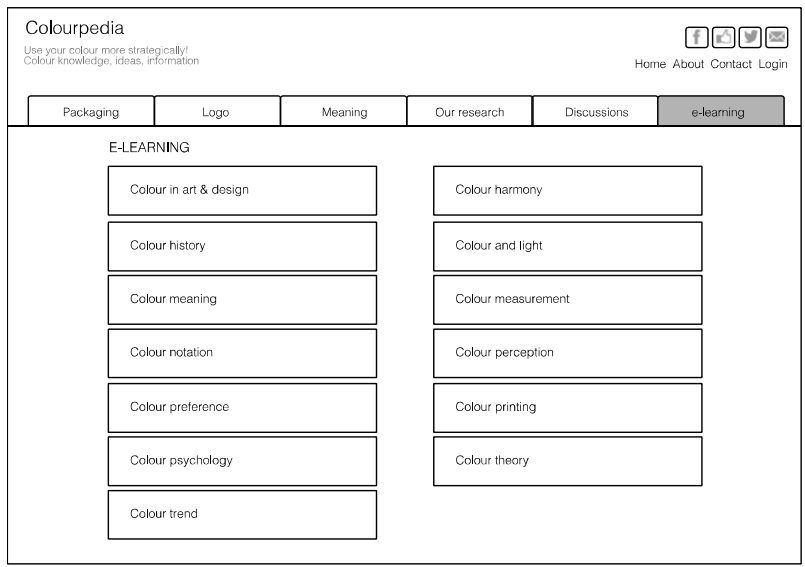 Colourpedia
Use your colour more strategically!
Colour knowledge, ideas, information
Home About Contact Login
Packaging Logo Meaning Our research Discussions e-learning
E-LEARNING
Colour in art & design
Colour history
Colour meaning
Colour notation
Colour preference
Colour psychology
Colour trend
Colour harmony
Colour and light
Colour measurement
Colour perception
Colour printing
Colour theory